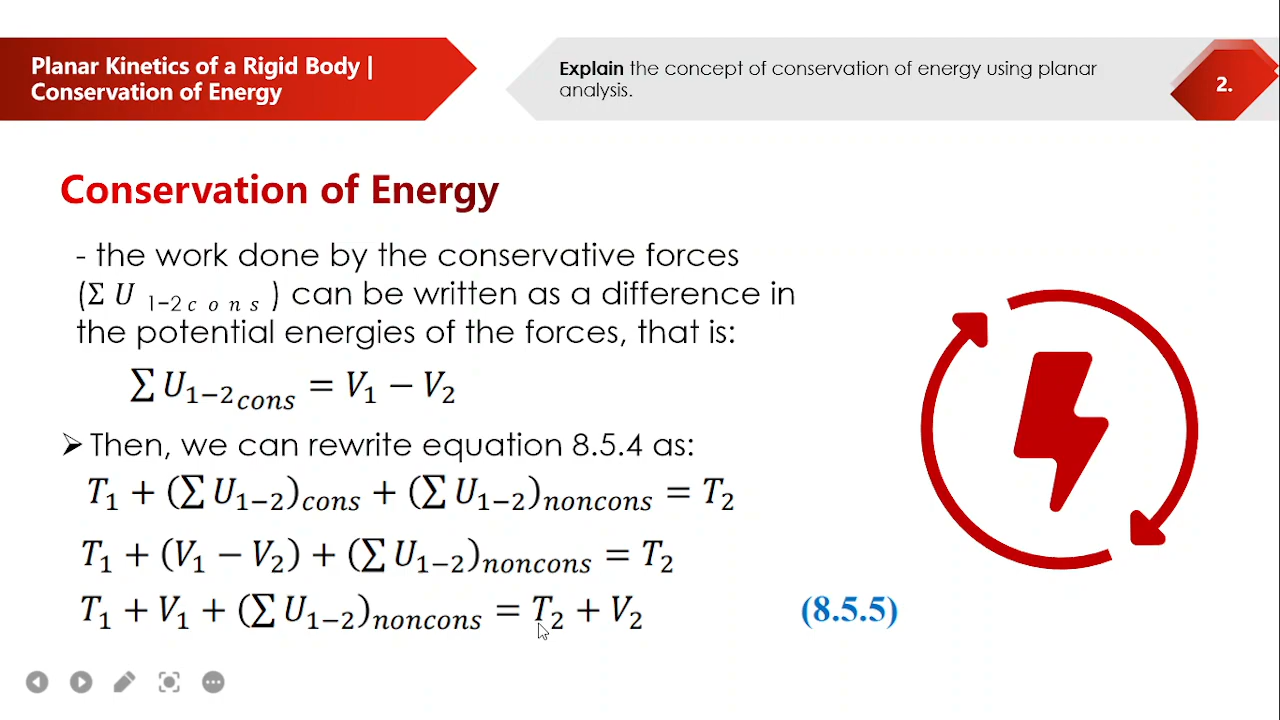 Planar Kinetics of a Rigid Body |
Conservation of Energy
Explain the concept of conservation of energy using planar
analysis.
2.
Conservation of Energy
- the work done by the conservative forces
(Σ U 1−2 c o n s ) can be written as a difference in
the potential energies of the forces, that is:
∑ U₁₋₂ cons = V₁ − V₂
➢ Then, we can rewrite equation 8.5.4 as:
T₁ + (∑ U₁₋₂)cons + (∑ U₁₋₂)noncons = T₂
T₁ + (V₁ − V₂) + (∑ U₁₋₂)noncons = T₂
T₁ + V₁ + (∑ U₁₋₂)noncons = T₂ + V₂ (8.5.5)